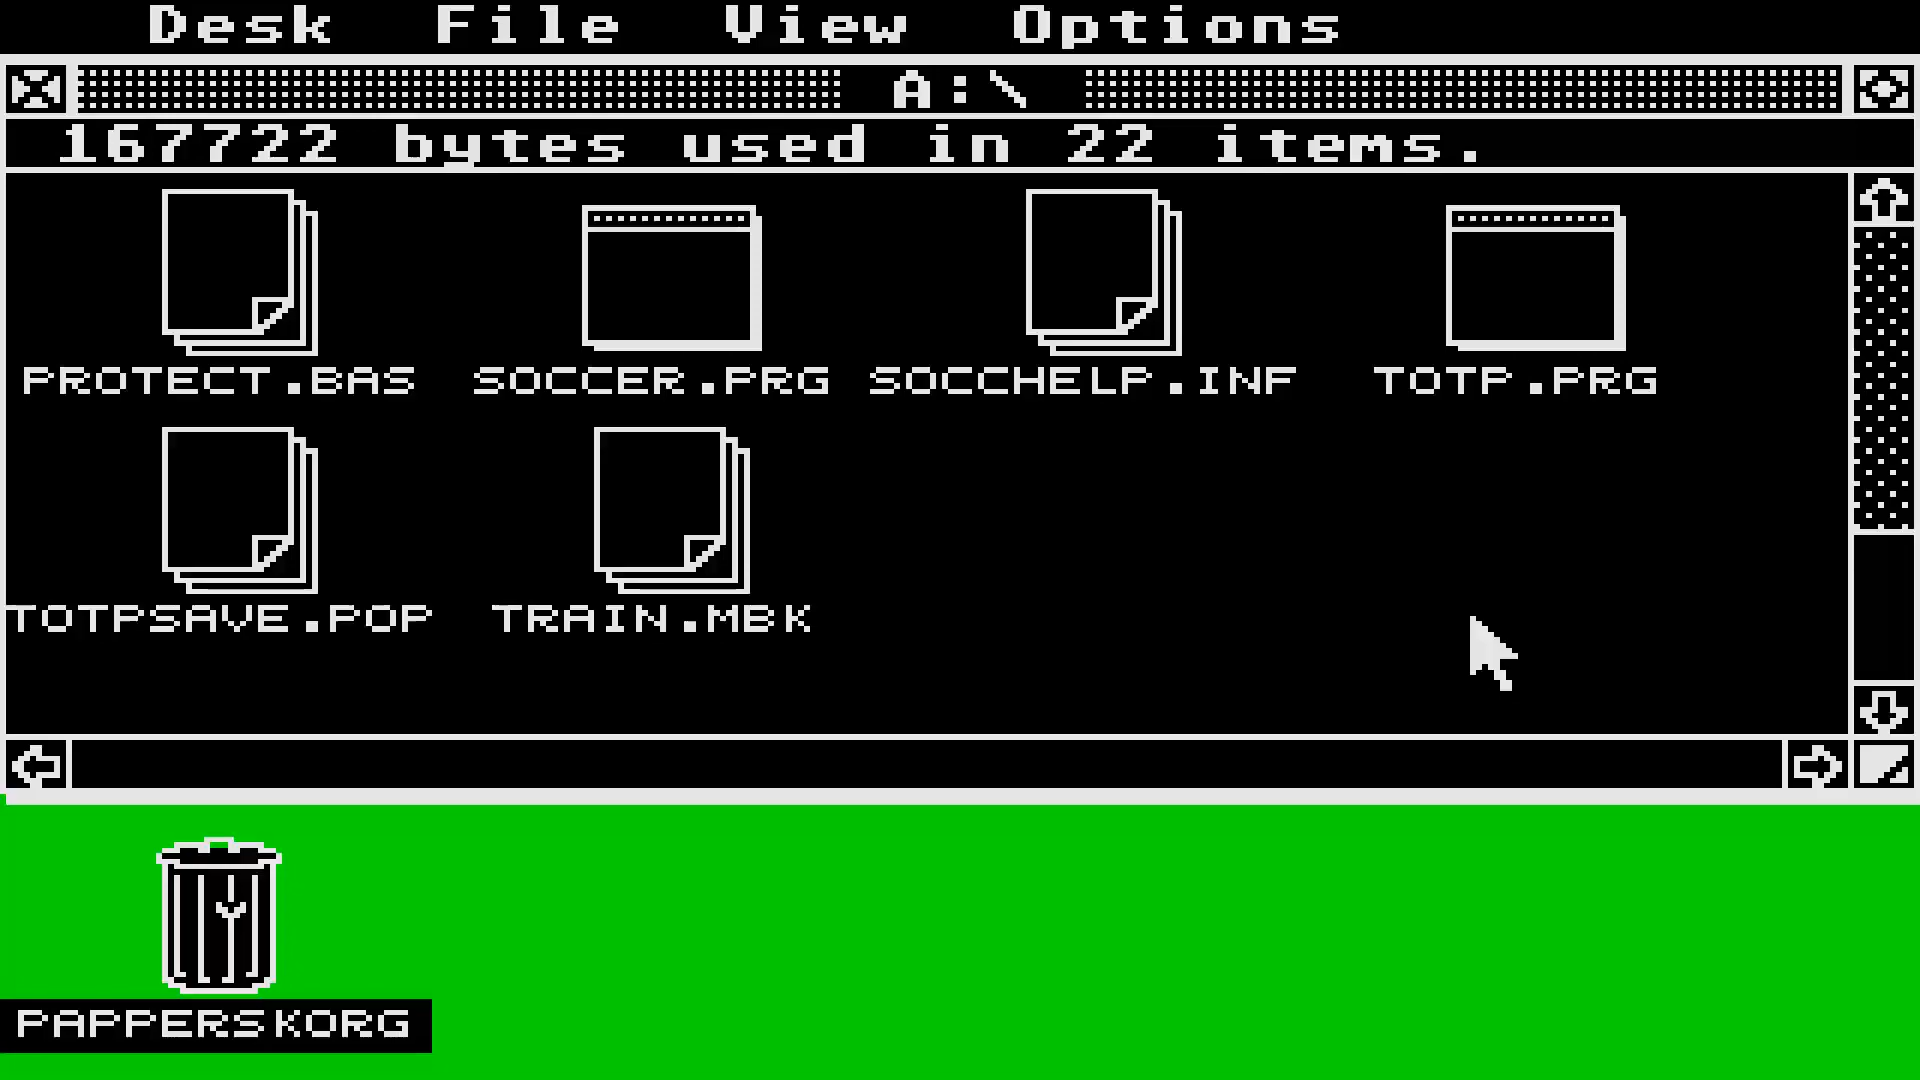 Desk File View Options
A:\
167722 bytes used in 22 items.
PROTECT.BAS SOCCER.PRG SOCCHELP.INF TOTP.PRG
TOTPSAVE.POP TRAIN.MBK
PAPPERSKORG